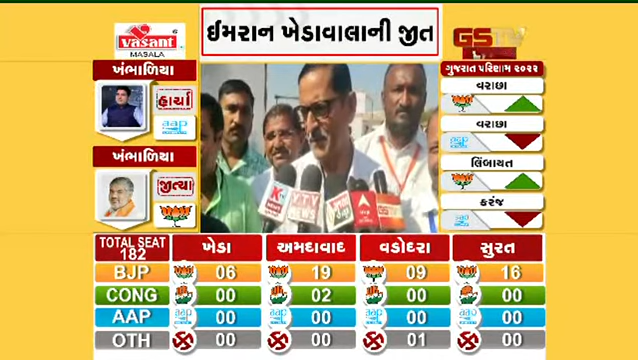 vasant
MASALA
ઈમરાન ખેડાવાલાની જીત
GSTV
ખંભાળિયા
હાર્યા
aap
ખંભાળિયા
જીત્યા
ગુજરાત પરિણામ ૨૦૨૨
વરાછા
વરાછા
લિંબાયત
કરંજ
NEWS
TOTAL SEAT
182
ખેડા
અમદાવાદ
વડોદરા
સુરત
BJP 06 19 09 16
CONG 00 02 00 00
AAP 00 00 00 00
OTH 00 00 01 00